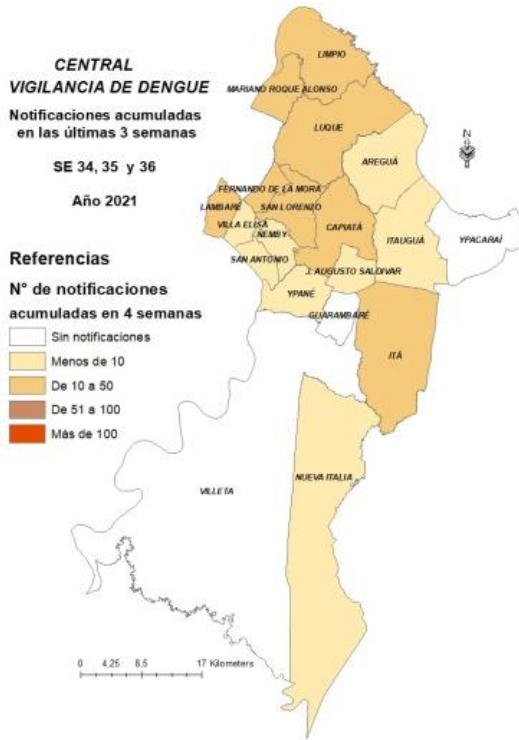 CENTRAL
VIGILANCIA DE DENGUE
Notificaciones acumuladas
en las últimas 3 semanas
SE 34, 35 y 36
Año 2021
Referencias
N° de notificaciones
acumuladas en 4 semanas
Sin notificaciones
Menos de 10
De 10 a 50
De 51 a 100
Más de 100
LIMPIO
MARIANO ROQUE ALONSO
LUQUE
N
AREGUÁ
FERNANDO DE LA MORA
LAMBARÉ
SAN LORENZO
CAPIATÁ
VILLA ELISA
ÑEMBY
ITAUGUÁ
YPACARAÍ
SAN ANTONIO
J. AUGUSTO SALDIVAR
YPANÉ
GUARAMBARÉ
ITÁ
NUEVA ITALIA
VILLETA
0 4,25 8,5 17 Kilometers